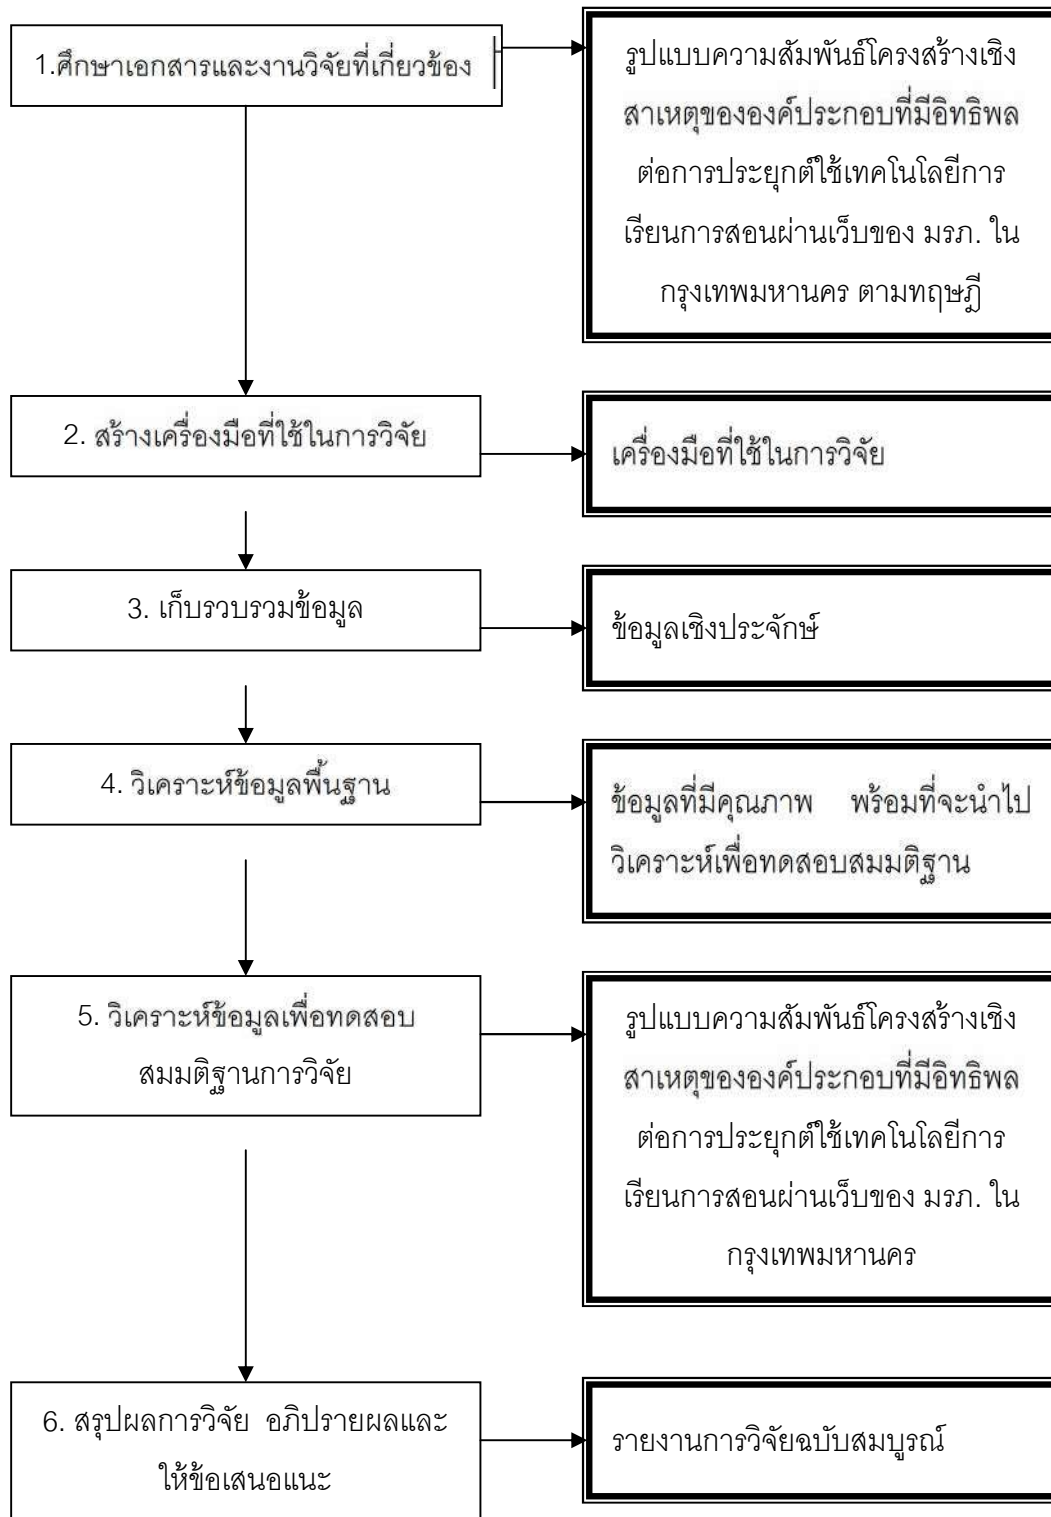 1.ศึกษาเอกสารและงานวิจัยที่เกี่ยวข้อง
รูปแบบความสัมพันธ์โครงสร้างเชิง
สาเหตุขององค์ประกอบที่มีอิทธิพล
ต่อการประยุกต์ใช้เทคโนโลยีการ
เรียนการสอนผ่านเว็บของ มรภ. ใน
กรุงเทพมหานคร ตามทฤษฎี
2. สร้างเครื่องมือที่ใช้ในการวิจัย
เครื่องมือที่ใช้ในการวิจัย
3. เก็บรวบรวมข้อมูล
ข้อมูลเชิงประจักษ์
4. วิเคราะห์ข้อมูลพื้นฐาน
ข้อมูลที่มีคุณภาพ พร้อมที่จะนำไป
วิเคราะห์เพื่อทดสอบสมมติฐาน
5. วิเคราะห์ข้อมูลเพื่อทดสอบ
สมมติฐานการวิจัย
รูปแบบความสัมพันธ์โครงสร้างเชิง
สาเหตุขององค์ประกอบที่มีอิทธิพล
ต่อการประยุกต์ใช้เทคโนโลยีการ
เรียนการสอนผ่านเว็บของ มรภ. ใน
กรุงเทพมหานคร
6. สรุปผลการวิจัย อภิปรายผลและ
ให้ข้อเสนอแนะ
รายงานการวิจัยฉบับสมบูรณ์